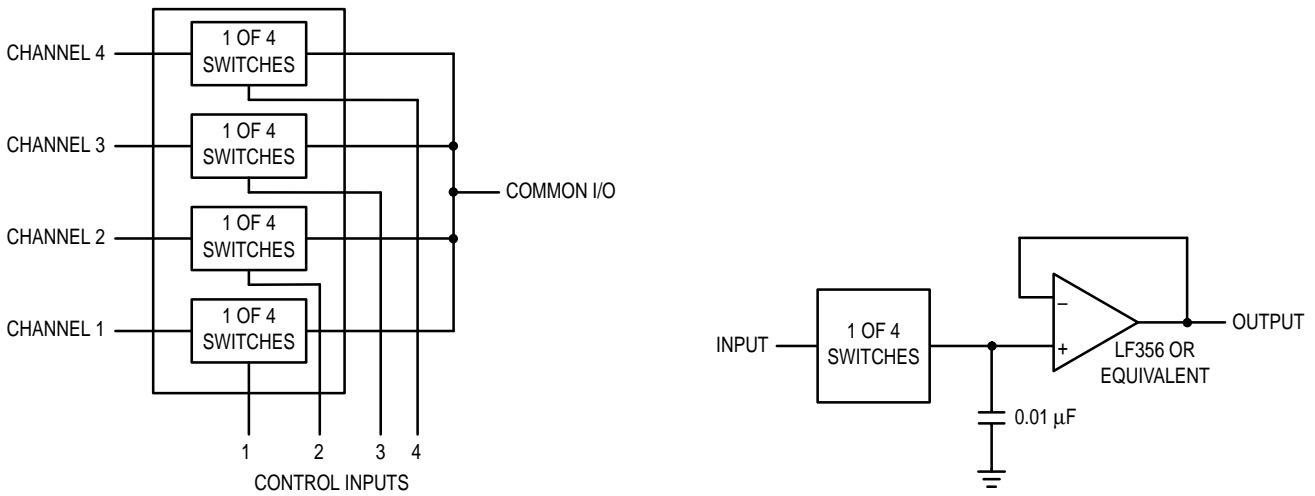 CHANNEL 4
1 OF 4
SWITCHES
CHANNEL 3
1 OF 4
SWITCHES
COMMON I/O
CHANNEL 2
1 OF 4
SWITCHES
CHANNEL 1
1 OF 4
SWITCHES
1 2 3 4
CONTROL INPUTS
INPUT
1 OF 4
SWITCHES
–
+
OUTPUT
LF356 OR
EQUIVALENT
0.01 μF